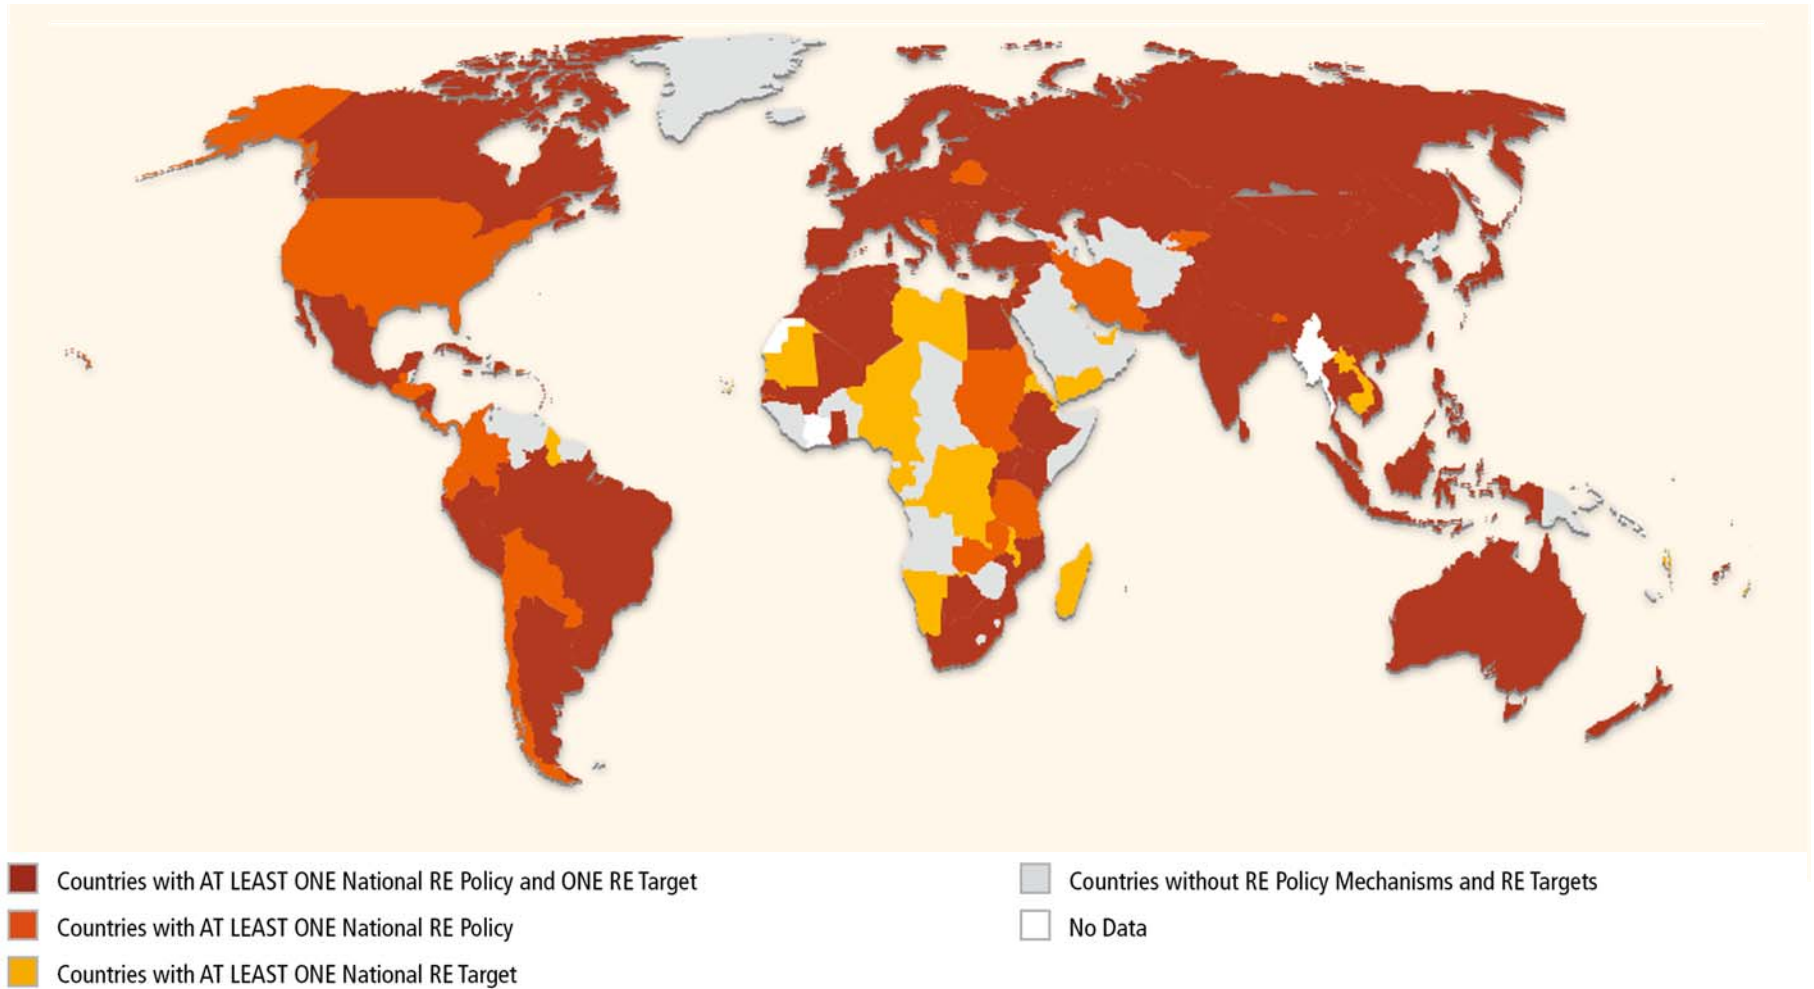 Countries with AT LEAST ONE National RE Policy and ONE RE Target
Countries with AT LEAST ONE National RE Policy
Countries with AT LEAST ONE National RE Target
Countries without RE Policy Mechanisms and RE Targets
No Data